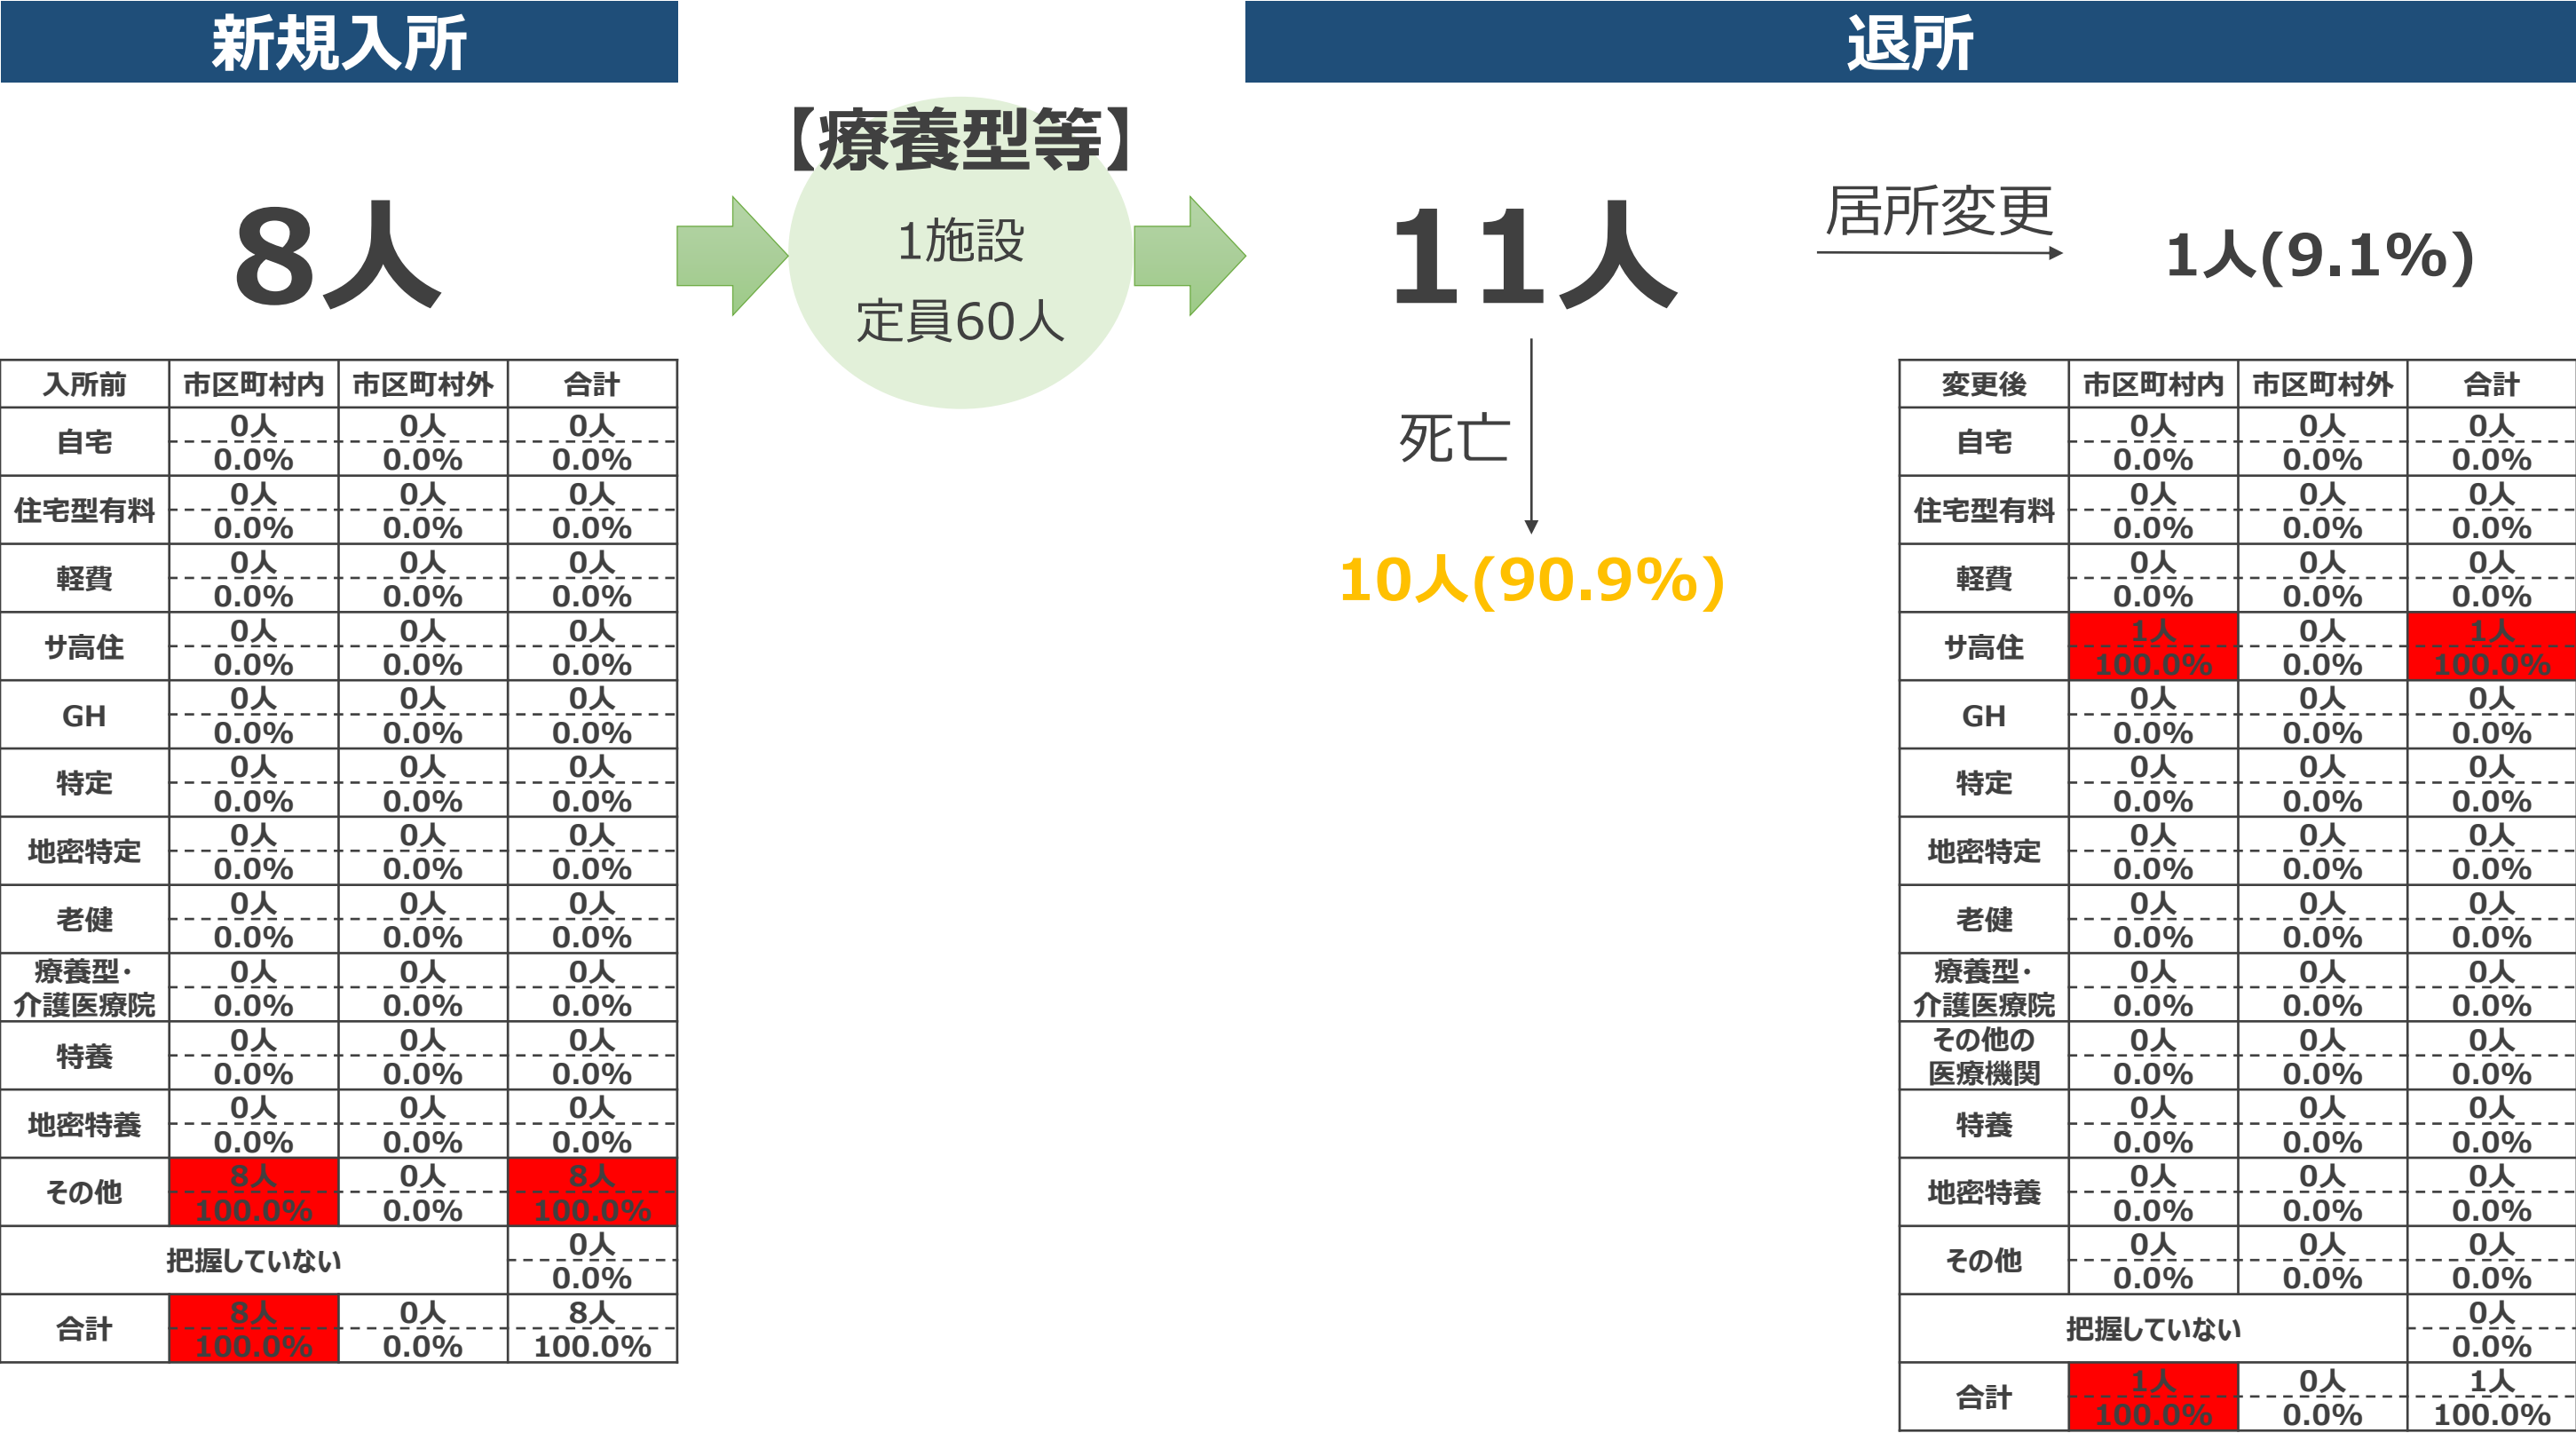 新規入所
退所
8人
【療養型等】
1施設
定員60人
11人
居所変更
1人(9.1%)
死亡
10人(90.9%)
入所前 市区町村内 市区町村外 合計
自宅 0人 0人 0人
0.0% 0.0% 0.0%
住宅型有料 0人 0人 0人
0.0% 0.0% 0.0%
軽費 0人 0人 0人
0.0% 0.0% 0.0%
サ高住 0人 0人 0人
0.0% 0.0% 0.0%
GH 0人 0人 0人
0.0% 0.0% 0.0%
特定 0人 0人 0人
0.0% 0.0% 0.0%
地密特定 0人 0人 0人
0.0% 0.0% 0.0%
老健 0人 0人 0人
0.0% 0.0% 0.0%
療養型・ 0人 0人 0人
介護医療院 0.0% 0.0% 0.0%
特養 0人 0人 0人
0.0% 0.0% 0.0%
地密特養 0人 0人 0人
0.0% 0.0% 0.0%
その他 8人 0人 8人
100.0% 0.0% 100.0%
把握していない 0人
0.0%
合計 8人 0人 8人
100.0% 0.0% 100.0%
変更後 市区町村内 市区町村外 合計
自宅 0人 0人 0人
0.0% 0.0% 0.0%
住宅型有料 0人 0人 0人
0.0% 0.0% 0.0%
軽費 0人 0人 0人
0.0% 0.0% 0.0%
サ高住 1人 0人 1人
100.0% 0.0% 100.0%
GH 0人 0人 0人
0.0% 0.0% 0.0%
特定 0人 0人 0人
0.0% 0.0% 0.0%
地密特定 0人 0人 0人
0.0% 0.0% 0.0%
老健 0人 0人 0人
0.0% 0.0% 0.0%
療養型・ 0人 0人 0人
介護医療院 0.0% 0.0% 0.0%
その他の 0人 0人 0人
医療機関 0.0% 0.0% 0.0%
特養 0人 0人 0人
0.0% 0.0% 0.0%
地密特養 0人 0人 0人
0.0% 0.0% 0.0%
その他 0人 0人 0人
0.0% 0.0% 0.0%
把握していない 0人
0.0%
合計 1人 0人 1人
100.0% 0.0% 100.0%